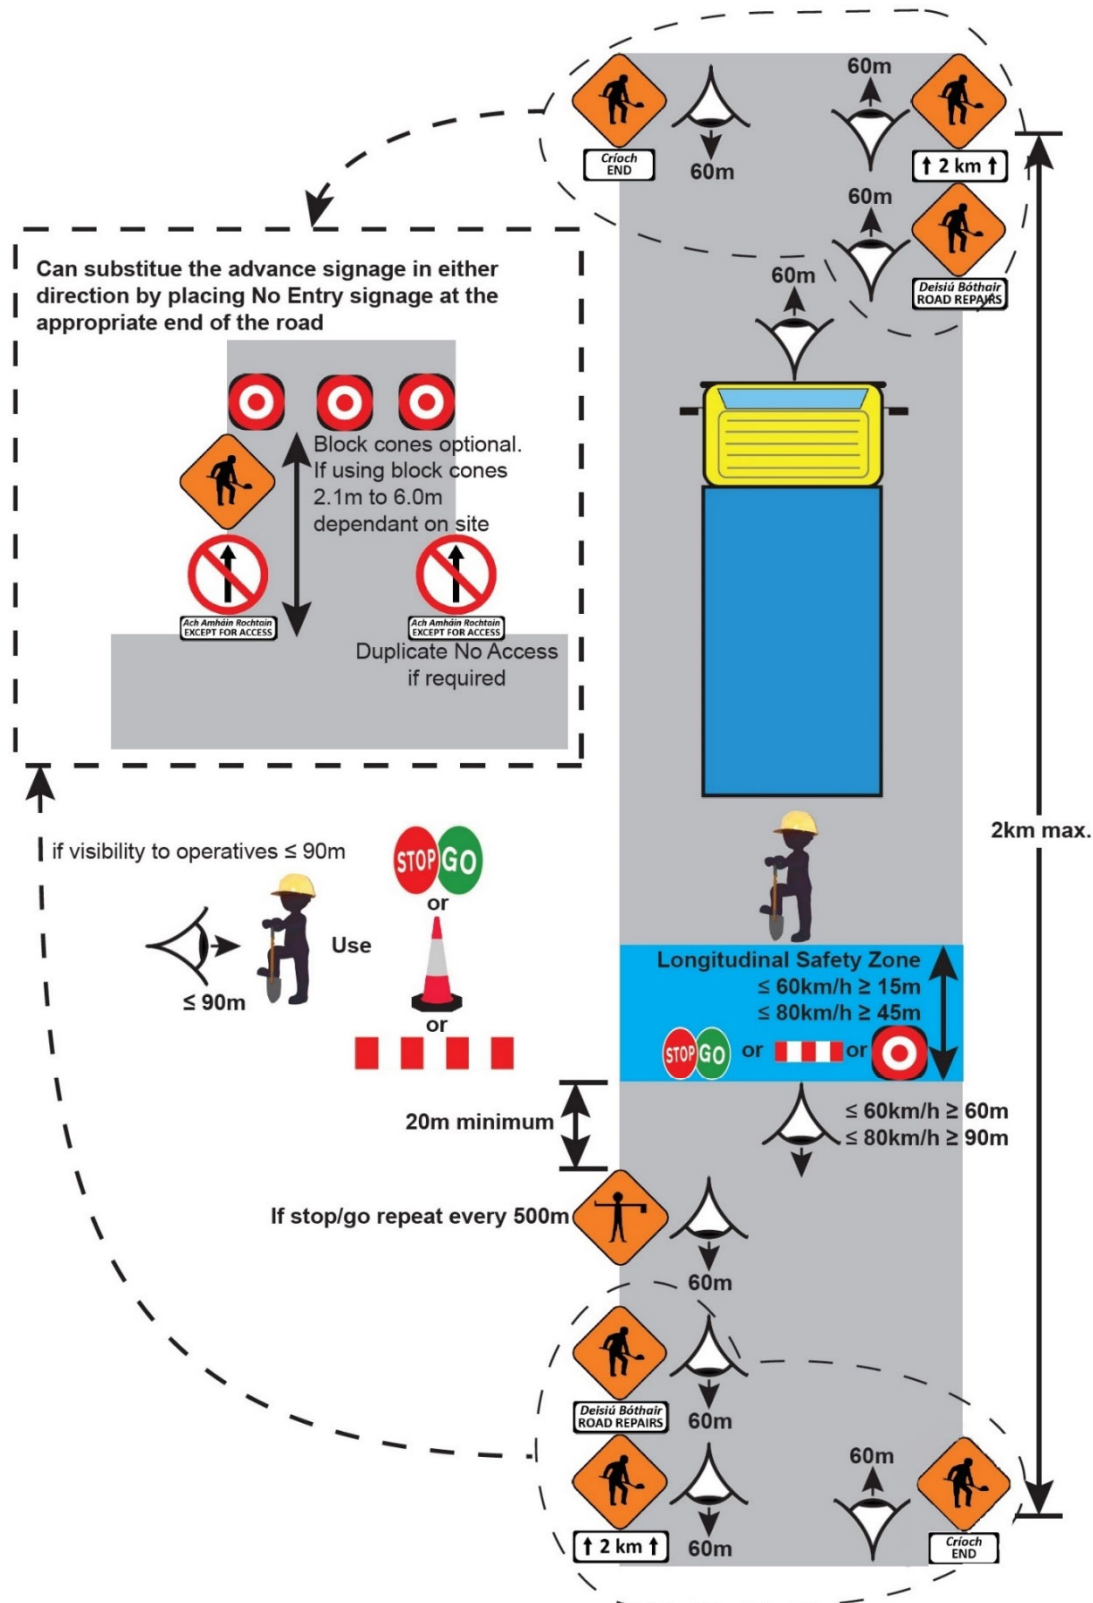 60m
60m
Críoch
END
↑ 2 km ↑
60m
Deisiú Bóthair
ROAD REPAIRS
60m
Can substitue the advance signage in either
direction by placing No Entry signage at the
appropriate end of the road
Block cones optional.
If using block cones
2.1m to 6.0m
dependant on site
Ach Amháin Rochtain
EXCEPT FOR ACCESS
Ach Amháin Rochtain
EXCEPT FOR ACCESS
Duplicate No Access
if required
2km max.
if visibility to operatives ≤ 90m
STOP GO
or
Use
≤ 90m
or
Longitudinal Safety Zone
≤ 60km/h ≥ 15m
≤ 80km/h ≥ 45m
STOP GO or or
20m minimum
≤ 60km/h ≥ 60m
≤ 80km/h ≥ 90m
If stop/go repeat every 500m
60m
Deisiú Bóthair
ROAD REPAIRS
60m
↑ 2 km ↑
60m
60m
Críoch
END